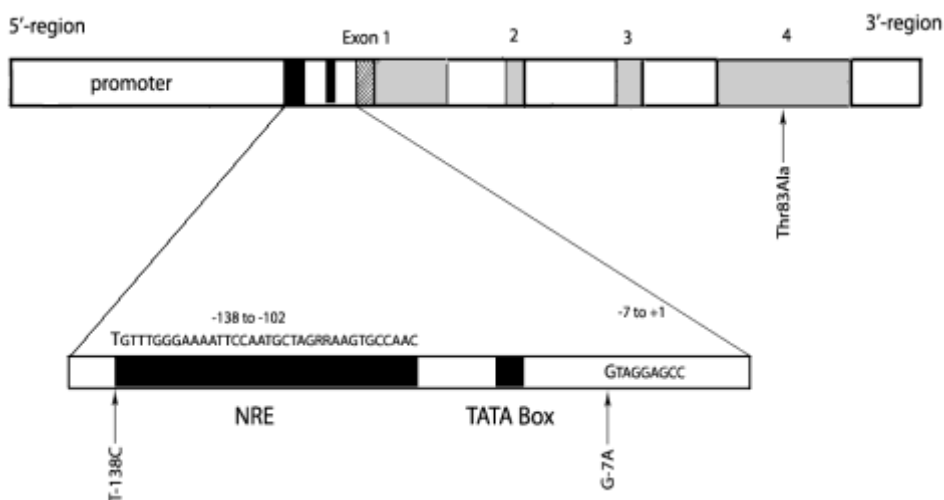 5'-region
3'-region
Exon 1
2
3
4
promoter
Thr83Ala
-138 to -102
-7 to +1
TGTTTGGGAAAATTCCAATGCTAGRRAAGTGCCAAC
GTAGGAGCC
NRE
TATA Box
T-138C
G-7A